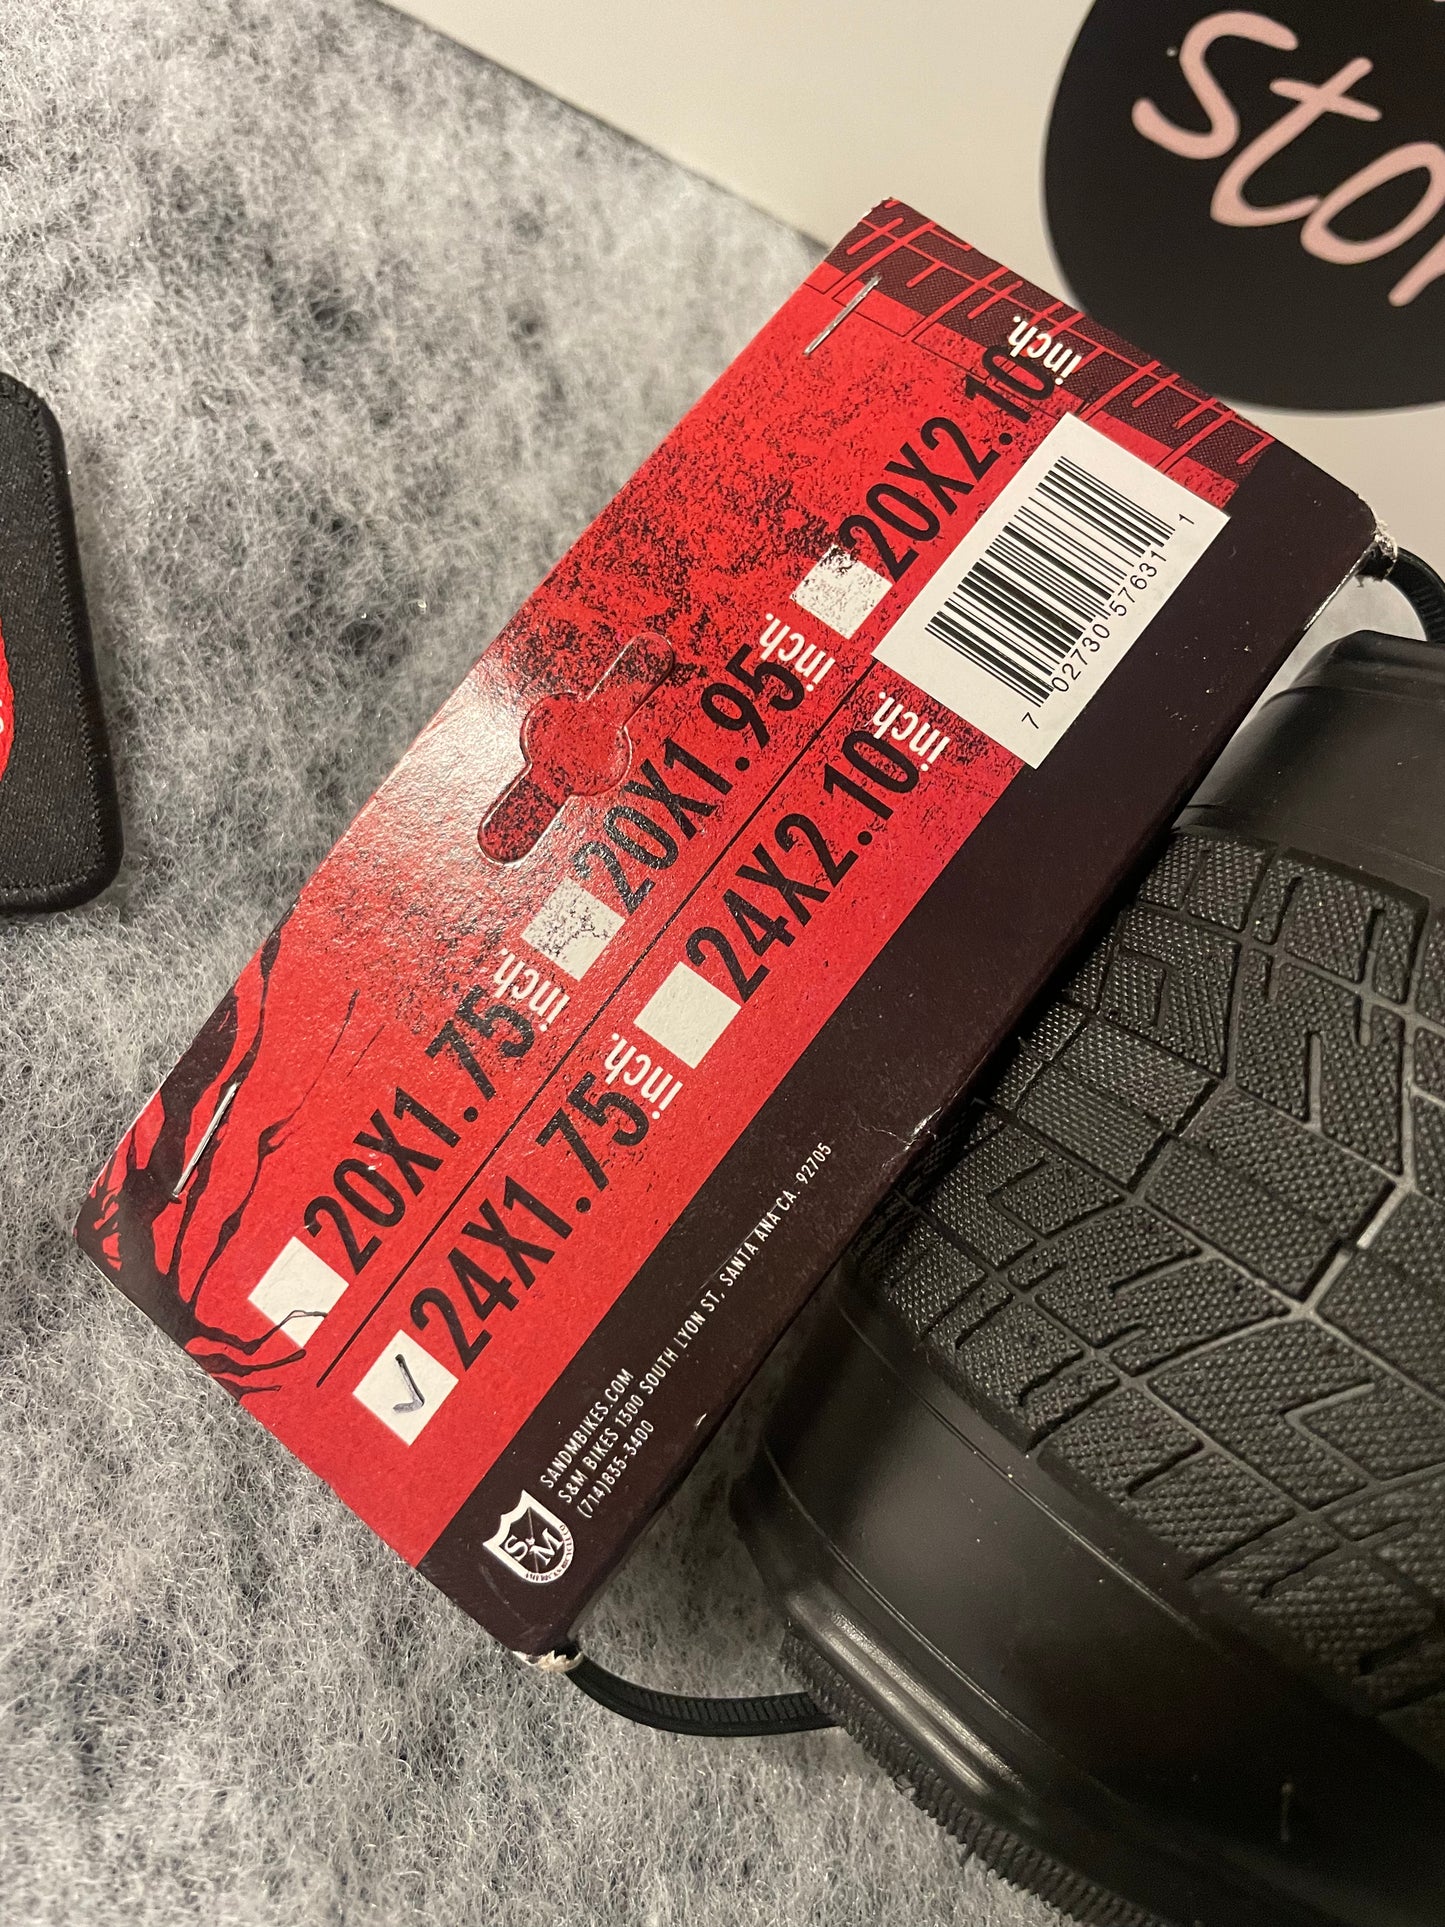 Stor
20X1.75 inch.
20X1.95 inch.
20X2.10 inch.
24X1.75 inch.
24X2.10 inch.
7 02730 57631 1
SANDMBIKES.COM
S&M BIKES 1300 SOUTH LYON ST, SANTA ANA CA. 92705
(714)835-3400
S&M